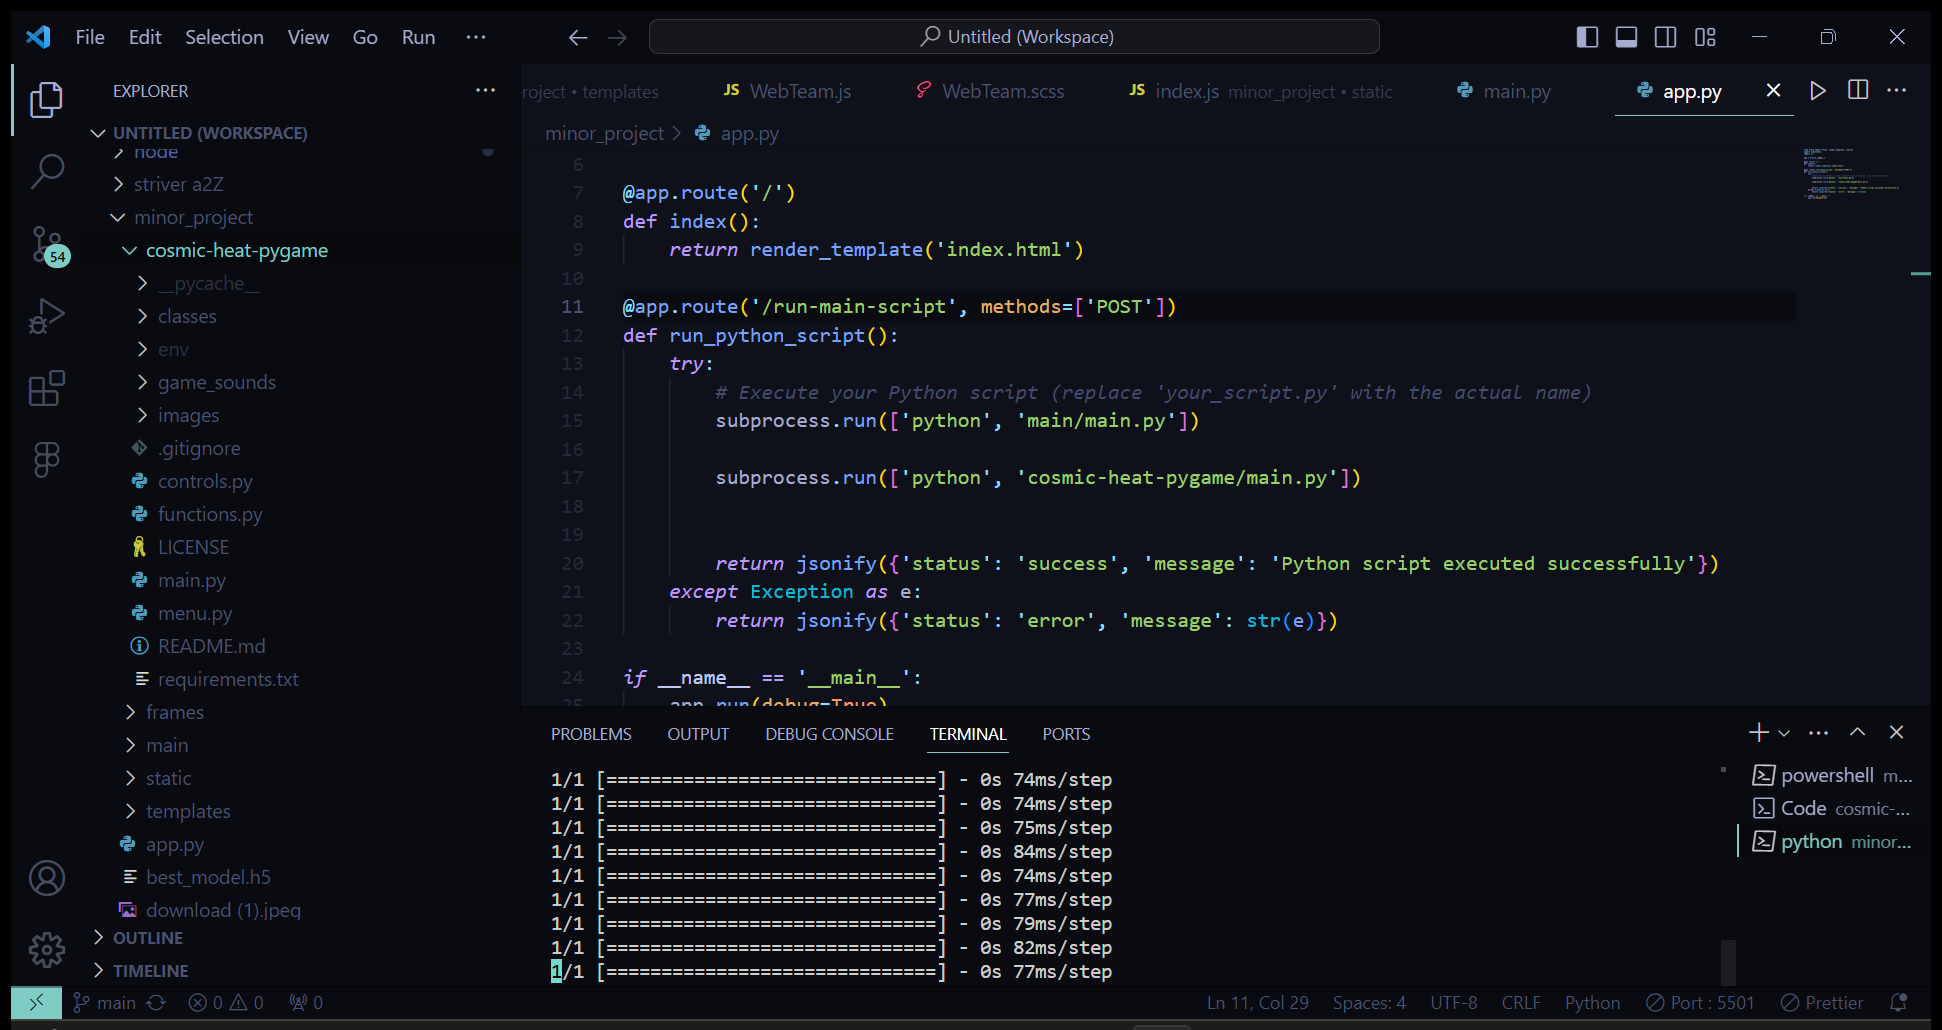 File Edit Selection View Go Run ··· Untitled (Workspace)
EXPLORER ···
UNTITLED (WORKSPACE)
node
striver a2Z
minor_project
cosmic-heat-pygame
__pycache__
classes
env
game_sounds
images
.gitignore
controls.py
functions.py
LICENSE
main.py
menu.py
README.md
requirements.txt
frames
main
static
templates
app.py
best_model.h5
download (1).jpeg
OUTLINE
TIMELINE
54
roject • templates JS WebTeam.js WebTeam.scss JS index.js minor_project • static main.py app.py
minor_project > app.py
6
7 @app.route('/')
8 def index():
9 return render_template('index.html')
10
11 @app.route('/run-main-script', methods=['POST'])
12 def run_python_script():
13 try:
14 # Execute your Python script (replace 'your_script.py' with the actual name)
15 subprocess.run(['python', 'main/main.py'])
16
17 subprocess.run(['python', 'cosmic-heat-pygame/main.py'])
18
19
20 return jsonify({'status': 'success', 'message': 'Python script executed successfully'})
21 except Exception as e:
22 return jsonify({'status': 'error', 'message': str(e)})
23
24 if __name__ == '__main__':
25 app.run(debug=True)
PROBLEMS OUTPUT DEBUG CONSOLE TERMINAL PORTS
1/1 [==============================] - 0s 74ms/step
1/1 [==============================] - 0s 74ms/step
1/1 [==============================] - 0s 75ms/step
1/1 [==============================] - 0s 84ms/step
1/1 [==============================] - 0s 74ms/step
1/1 [==============================] - 0s 77ms/step
1/1 [==============================] - 0s 79ms/step
1/1 [==============================] - 0s 82ms/step
1/1 [==============================] - 0s 77ms/step
powershell m...
Code cosmic-...
python minor...
main 0 0 0 Ln 11, Col 29 Spaces: 4 UTF-8 CRLF Python Port : 5501 Prettier